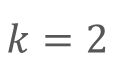 k = 2